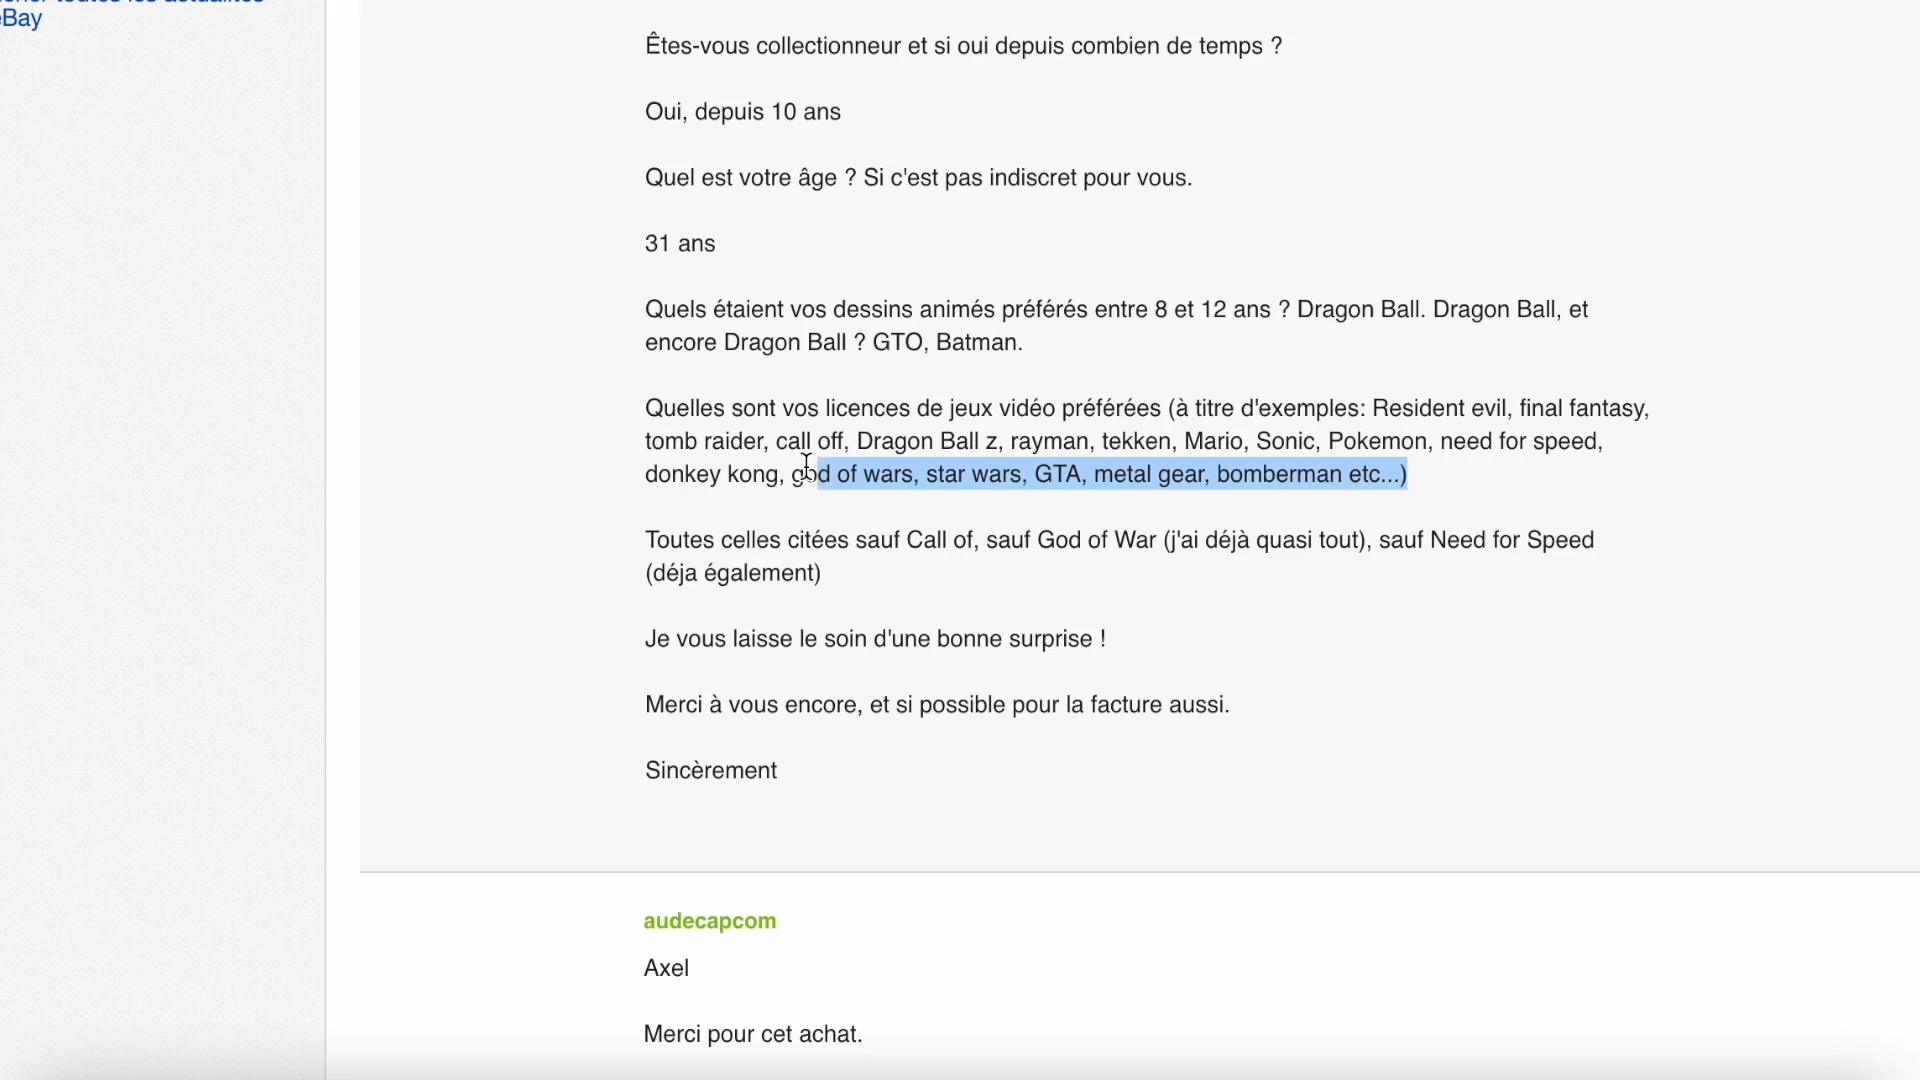 toutes les actualités
eBay
Êtes-vous collectionneur et si oui depuis combien de temps ?
Oui, depuis 10 ans
Quel est votre âge ? Si c'est pas indiscret pour vous.
31 ans
Quels étaient vos dessins animés préférés entre 8 et 12 ans ? Dragon Ball. Dragon Ball, et
encore Dragon Ball ? GTO, Batman.
Quelles sont vos licences de jeux vidéo préférées (à titre d'exemples: Resident evil, final fantasy,
tomb raider, call off, Dragon Ball z, rayman, tekken, Mario, Sonic, Pokemon, need for speed,
donkey kong, god of wars, star wars, GTA, metal gear, bomberman etc...)
Toutes celles citées sauf Call of, sauf God of War (j'ai déjà quasi tout), sauf Need for Speed
(déja également)
Je vous laisse le soin d'une bonne surprise !
Merci à vous encore, et si possible pour la facture aussi.
Sincèrement
audecapcom
Axel
Merci pour cet achat.